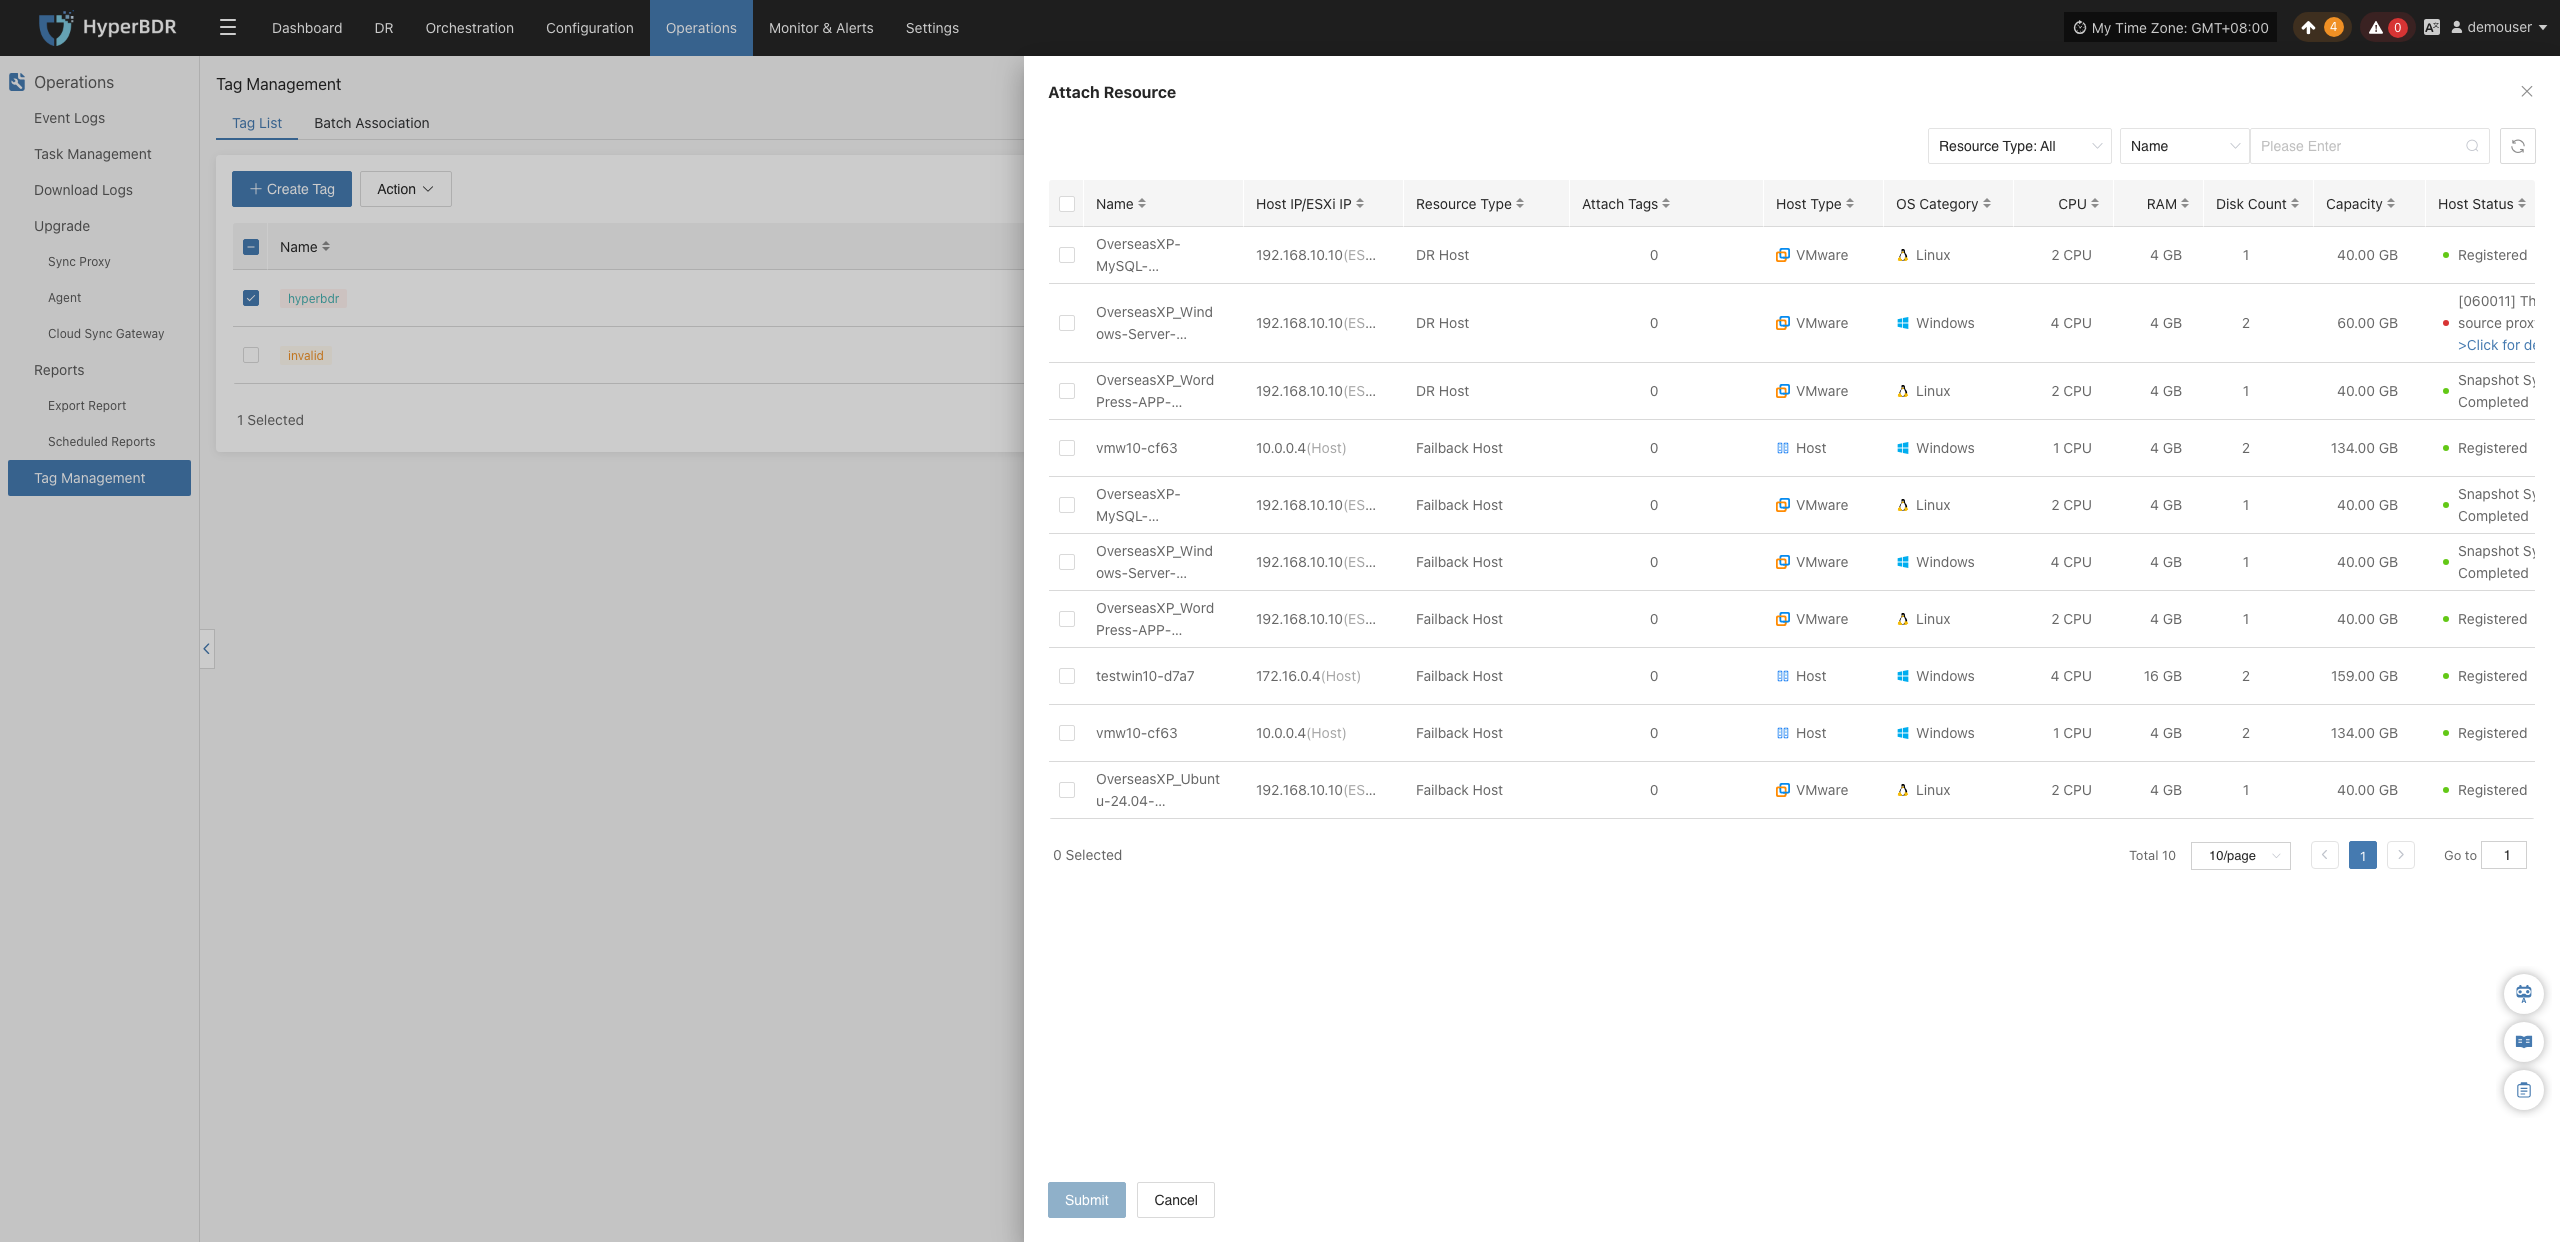 HyperBDR
Dashboard DR Orchestration Configuration Operations Monitor & Alerts Settings
My Time Zone: GMT+08:00 4 0 demouser
Operations
Event Logs
Task Management
Download Logs
Upgrade
Sync Proxy
Agent
Cloud Sync Gateway
Reports
Export Report
Scheduled Reports
Tag Management
Tag Management
Tag List Batch Association
Create Tag Action
Name
hyperbdr
invalid
1 Selected
Attach Resource
Resource Type: All Name Please Enter
Name Host IP/ESXi IP Resource Type Attach Tags Host Type OS Category CPU RAM Disk Count Capacity Host Status
OverseasXP-
MySQL-...
192.168.10.10(ES... DR Host 0 VMware Linux 2 CPU 4 GB 1 40.00 GB Registered
OverseasXP_Wind
ows-Server-...
192.168.10.10(ES... DR Host 0 VMware Windows 4 CPU 4 GB 2 60.00 GB
[060011] Th
source prox
>Click for de
OverseasXP_Word
Press-APP-...
192.168.10.10(ES... DR Host 0 VMware Linux 2 CPU 4 GB 1 40.00 GB
Snapshot Sy
Completed
vmw10-cf63 10.0.0.4(Host) Failback Host 0 Host Windows 1 CPU 4 GB 2 134.00 GB Registered
OverseasXP-
MySQL-...
192.168.10.10(ES... Failback Host 0 VMware Linux 2 CPU 4 GB 1 40.00 GB
Snapshot Sy
Completed
OverseasXP_Wind
ows-Server-...
192.168.10.10(ES... Failback Host 0 VMware Windows 4 CPU 4 GB 1 40.00 GB
Snapshot Sy
Completed
OverseasXP_Word
Press-APP-...
192.168.10.10(ES... Failback Host 0 VMware Linux 2 CPU 4 GB 1 40.00 GB Registered
testwin10-d7a7 172.16.0.4(Host) Failback Host 0 Host Windows 4 CPU 16 GB 2 159.00 GB Registered
vmw10-cf63 10.0.0.4(Host) Failback Host 0 Host Windows 1 CPU 4 GB 2 134.00 GB Registered
OverseasXP_Ubunt
u-24.04-...
192.168.10.10(ES... Failback Host 0 VMware Linux 2 CPU 4 GB 1 40.00 GB Registered
0 Selected Total 10 10/page 1 Go to 1
Submit Cancel